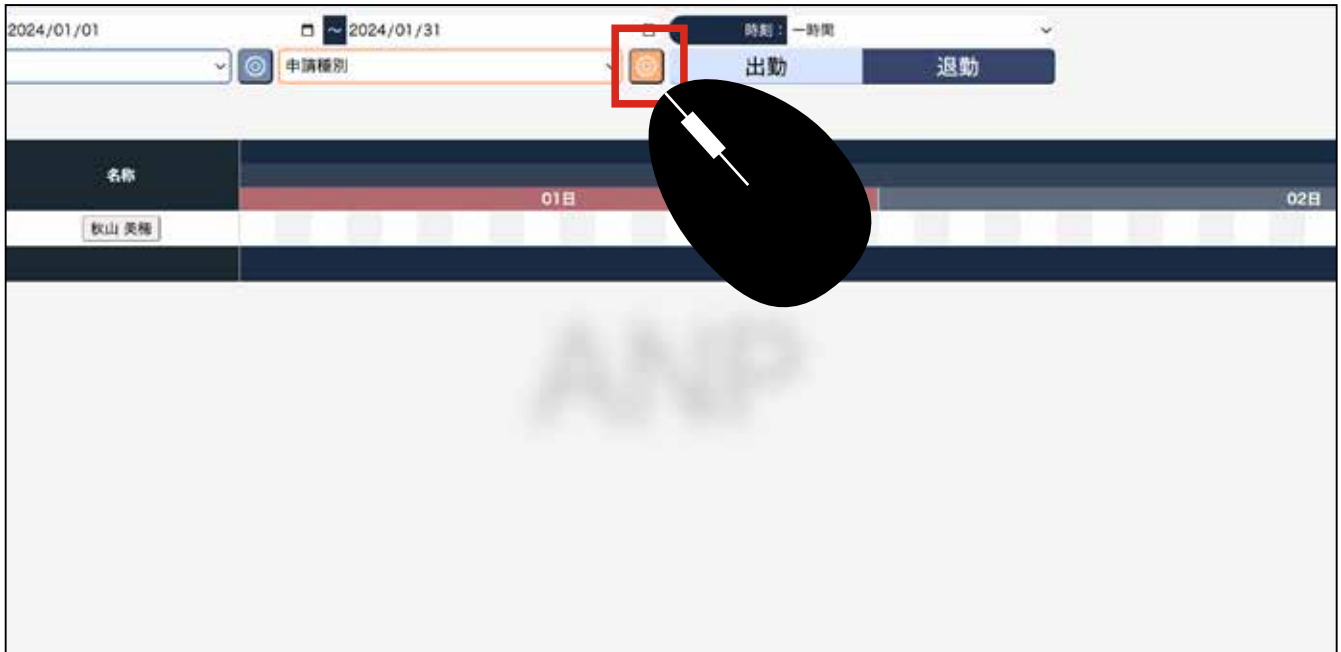 2024/01/01 ~ 2024/01/31 時刻： 一時間
申請種別 出勤 退勤
名称
01日 02日
秋山 美穂
ANP